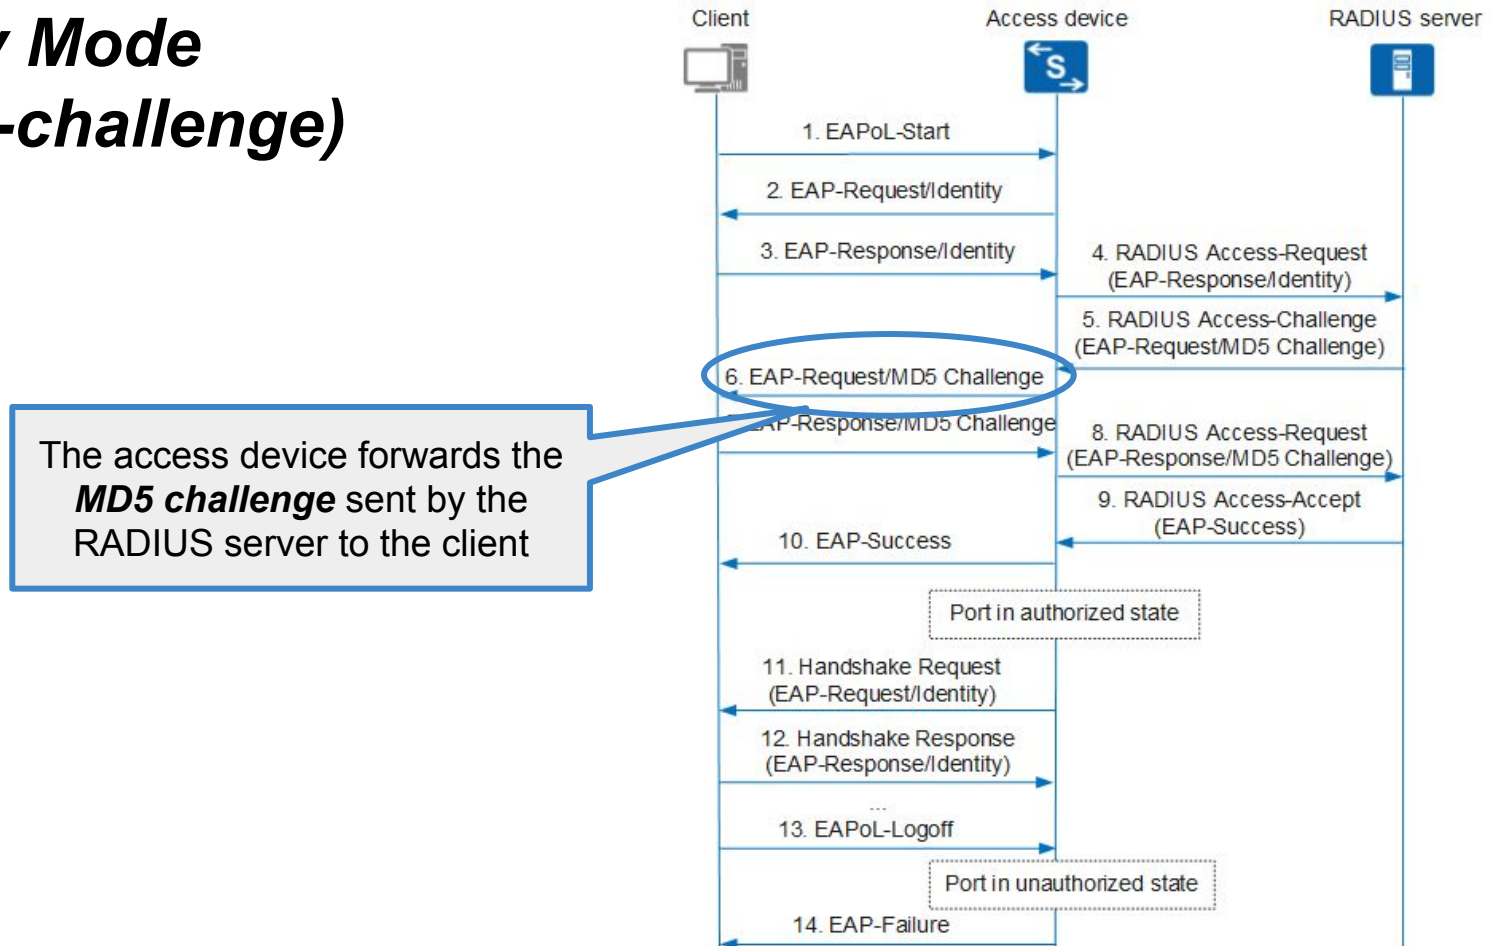 y Mode
-challenge)
Client
Access device
RADIUS server
S
1. EAPoL-Start
2. EAP-Request/Identity
3. EAP-Response/Identity
4. RADIUS Access-Request
(EAP-Response/Identity)
5. RADIUS Access-Challenge
(EAP-Request/MD5 Challenge)
6. EAP-Request/MD5 Challenge
The access device forwards the
MD5 challenge sent by the
RADIUS server to the client
EAP-Response/MD5 Challenge
8. RADIUS Access-Request
(EAP-Response/MD5 Challenge)
9. RADIUS Access-Accept
(EAP-Success)
10. EAP-Success
Port in authorized state
11. Handshake Request
(EAP-Request/Identity)
12. Handshake Response
(EAP-Response/Identity)
...
13. EAPoL-Logoff
Port in unauthorized state
14. EAP-Failure